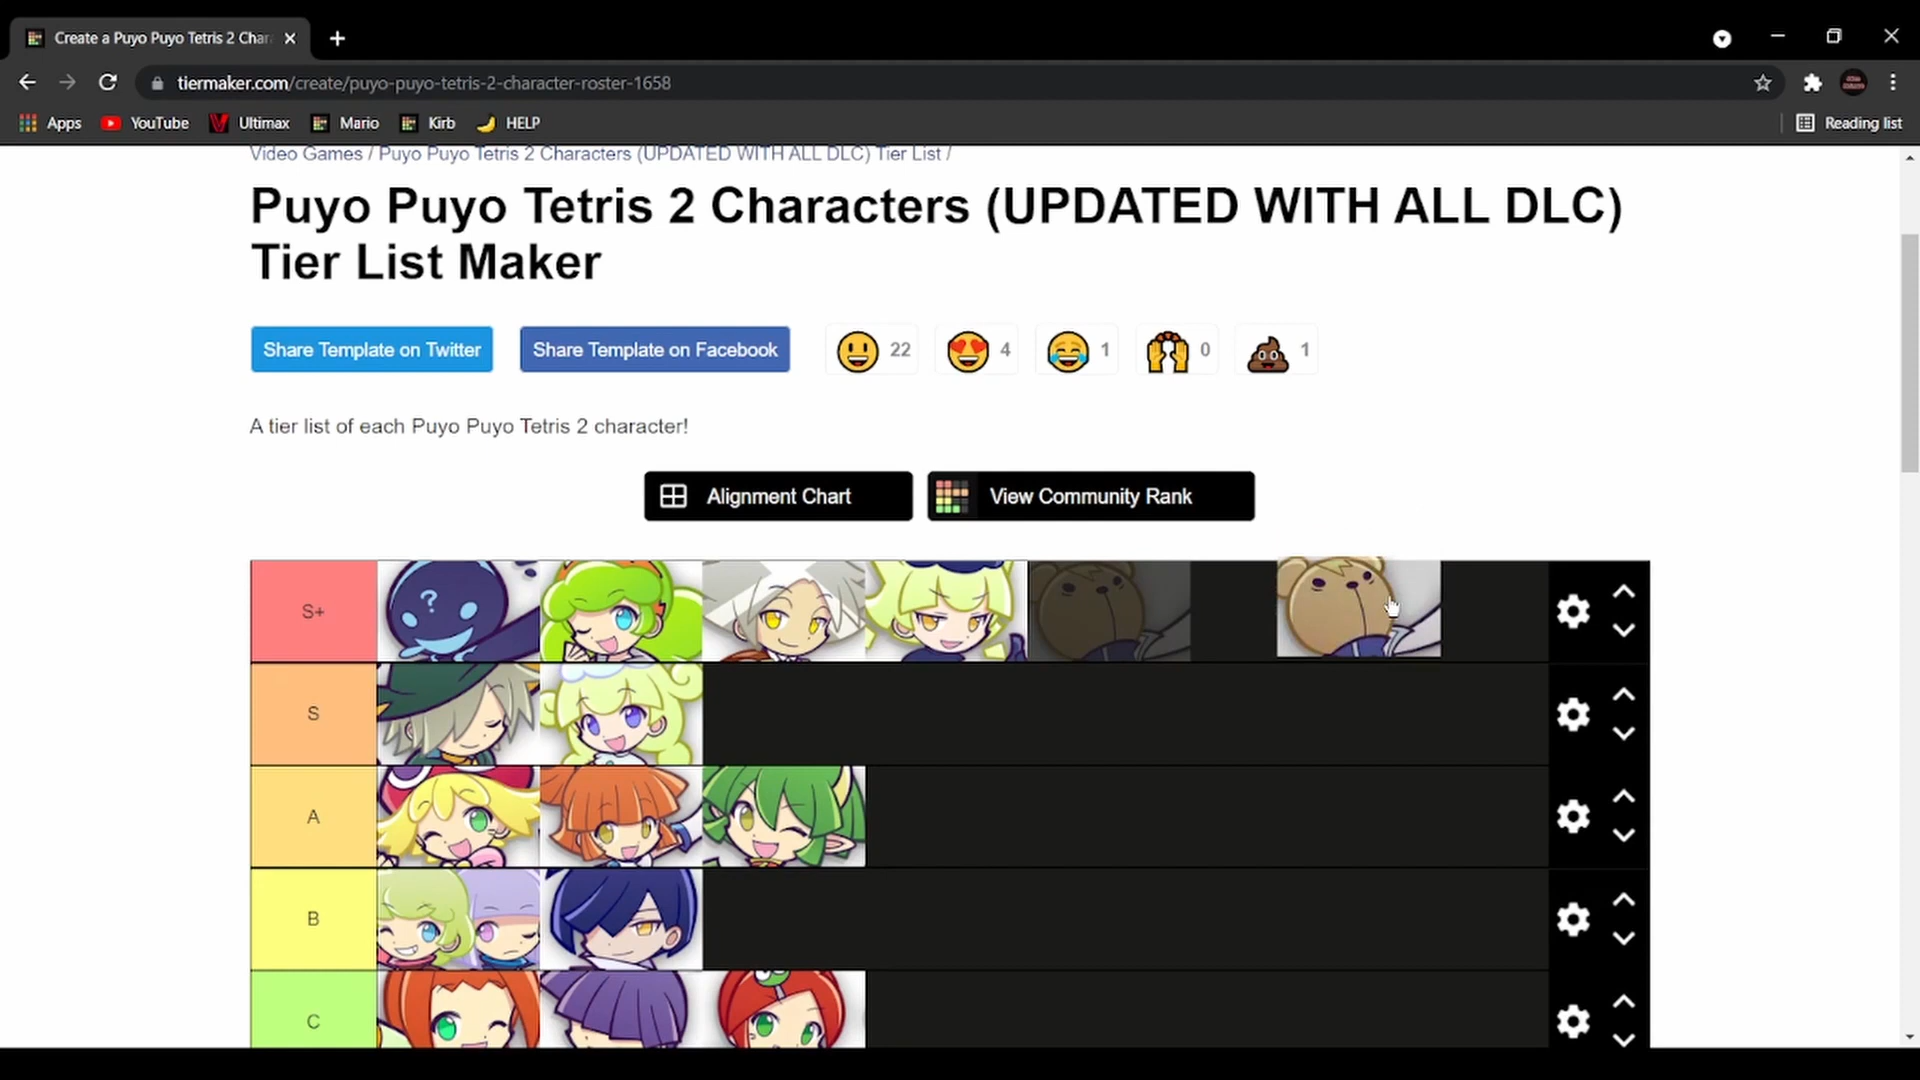 Create a Puyo Puyo Tetris 2 Char
tiermaker.com/create/puyo-puyo-tetris-2-character-roster-1658
Apps YouTube Ultimax Mario Kirb HELP Reading list
Video Games / Puyo Puyo Tetris 2 Characters (UPDATED WITH ALL DLC) Tier List /
Puyo Puyo Tetris 2 Characters (UPDATED WITH ALL DLC)
Tier List Maker
Share Template on Twitter Share Template on Facebook 22 4 1 0 1
A tier list of each Puyo Puyo Tetris 2 character!
Alignment Chart View Community Rank
S+
?
S
A
B
C